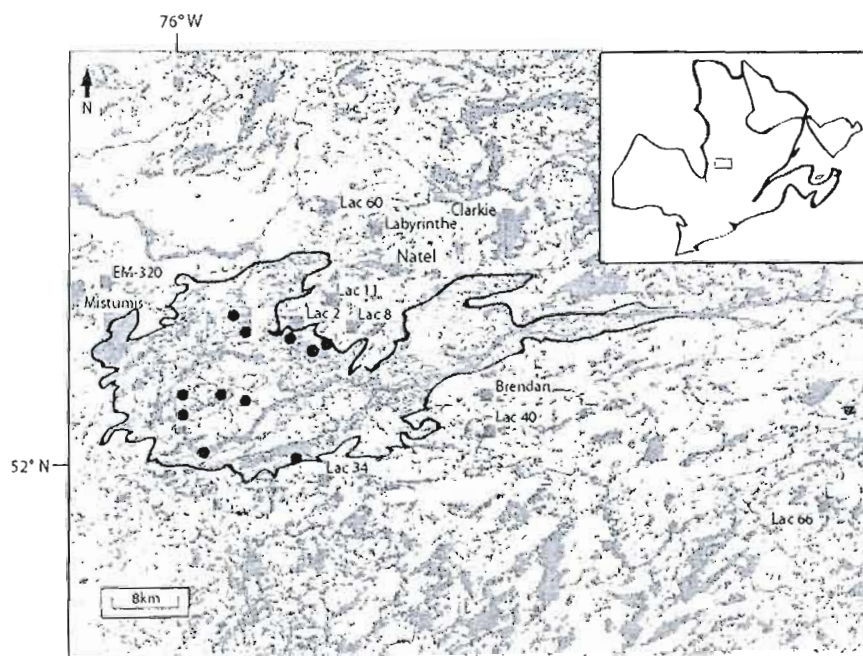 76° W
N
Lac 60
Clarkie
Labyrinthe
Natel
EM-320
Lac 11
Mistumis
Lac 2
Lac 8
Brendan
Lac 40
52° N
Lac 34
Lac 66
8km